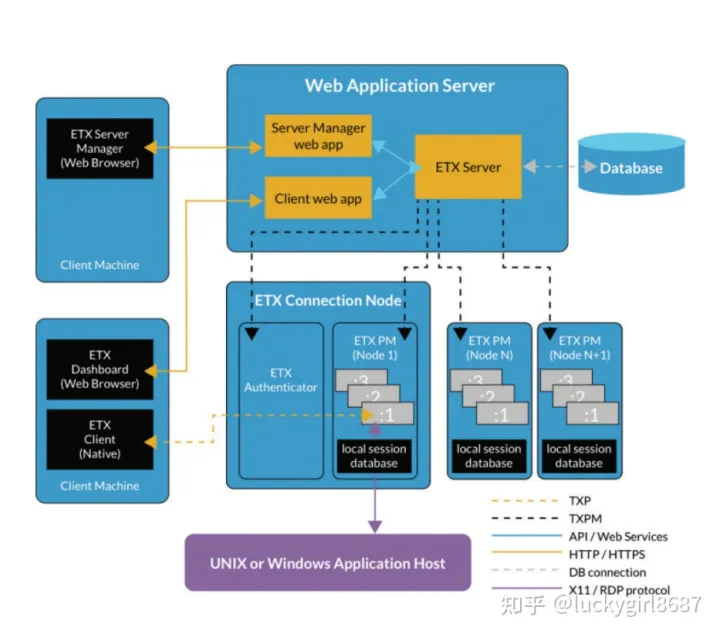 Web Application Server
ETX Server
Manager
(Web Browser)
Client Machine
Server Manager
web app
Client web app
ETX Server
Database
ETX
Dashboard
(Web Browser)
ETX
Client
(Native)
Client Machine
ETX Connection Node
ETX
Authenticator
ETX PM
(Node 1)
:3
:2
:1
local session
database
ETX PM
(Node N)
:3
:2
:1
local session
database
ETX PM
(Node N+1)
:3
:2
:1
local session
database
UNIX or Windows Application Host
TXP
TXPM
API / Web Services
HTTP / HTTPS
DB connection
X11 / RDP protocol
知乎 @luckygirl8687